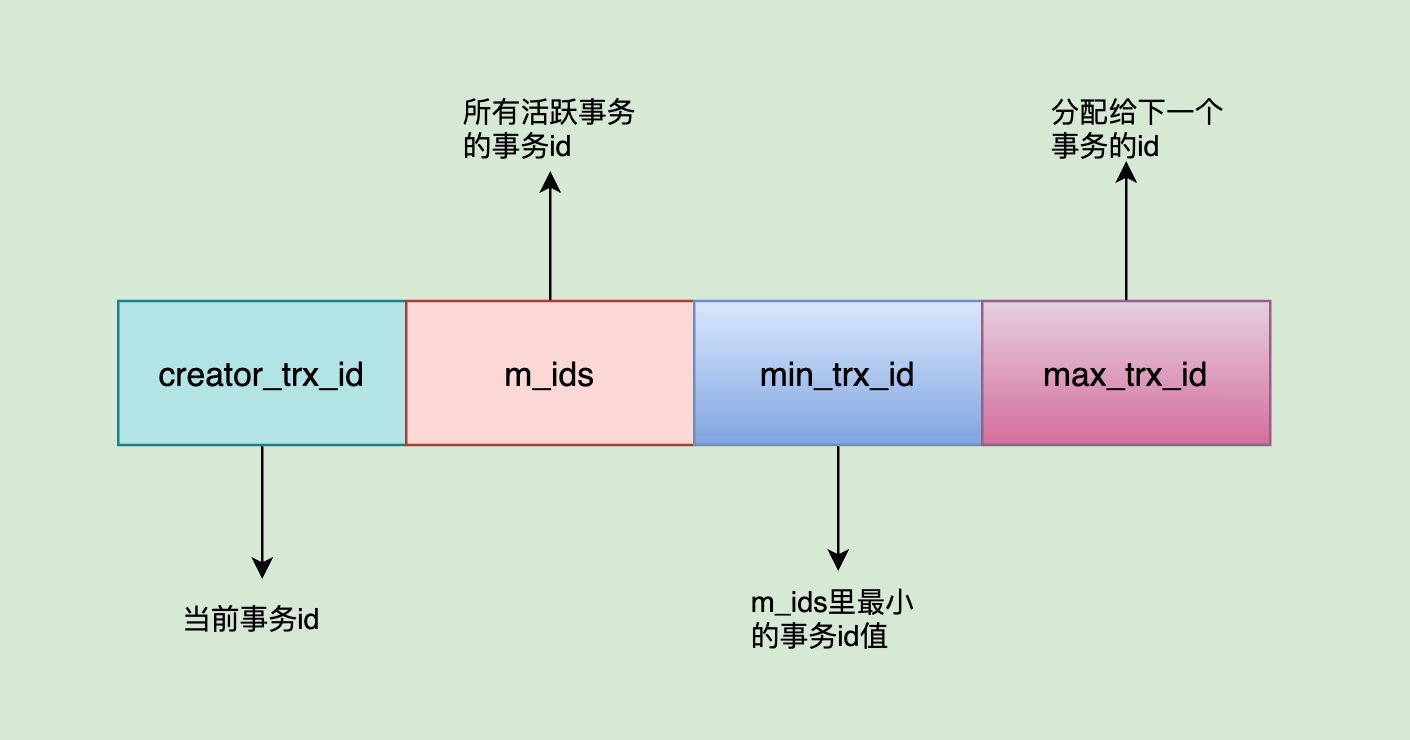 所有活跃事务
的事务id
分配给下一个
事务的id
creator_trx_id
m_ids
min_trx_id
max_trx_id
当前事务id
m_ids里最小
的事务id值